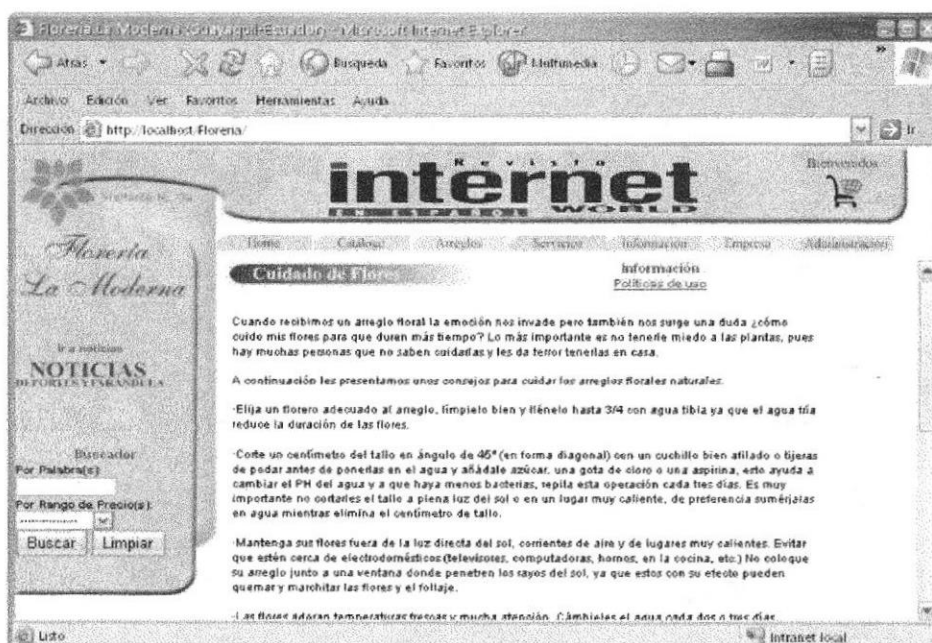 Florería La Moderna (Guayaquil-Ecuador) - Microsoft Internet Explorer
Atras Busqueda Favoritos Multimedia
Archivo Edición Ver Favoritos Herramientas Ayuda
Dirección http://localhost/Floreria/ Ir
Revista
internet
EN ESPAÑOL WORLD
Bienvenidos
Florería
La Moderna
Home Catálogo Arreglos Servicios Información Empresa Administración
Cuidado de Flores
Información
Políticas de uso
Ir a noticias
NOTICIAS
DEPORTES Y FARANDULA
Buscador
Por Palabra(s):
Por Rango de Precio(s):
Buscar Limpiar
Cuando recibimos un arreglo floral la emoción nos invade pero también nos surge una duda ¿cómo
cuido mis flores para que duren más tiempo? Lo más importante es no tenerle miedo a las plantas, pues
hay muchas personas que no saben cuidarlas y les da terror tenerlas en casa.
A continuación les presentamos unos consejos para cuidar los arreglos florales naturales.
·Elija un florero adecuado al arreglo, límpielo bien y llénelo hasta 3/4 con agua tibia ya que el agua fría
reduce la duración de las flores.
·Corte un centímetro del tallo en ángulo de 45° (en forma diagonal) con un cuchillo bien afilado o tijeras
de podar antes de ponerlas en el agua y añádale azúcar, una gota de cloro o una aspirina, esto ayuda a
cambiar el PH del agua y a que haya menos bacterias, repita esta operación cada tres días. Es muy
importante no cortarles el tallo a plena luz del sol o en un lugar muy caliente, de preferencia sumérjalas
en agua mientras elimina el centímetro de tallo.
·Mantenga sus flores fuera de la luz directa del sol, corrientes de aire y de lugares muy calientes. Evitar
que estén cerca de electrodomésticos (televisores, computadoras, hornos, en la cocina, etc.) No coloque
su arreglo junto a una ventana donde penetren los rayos del sol, ya que estos con su efecto pueden
quemar y marchitar las flores y el follaje.
·Las flores adoran temperaturas frescas y mucha atención. Cámbieles el agua cada dos o tres días
Listo Intranet local